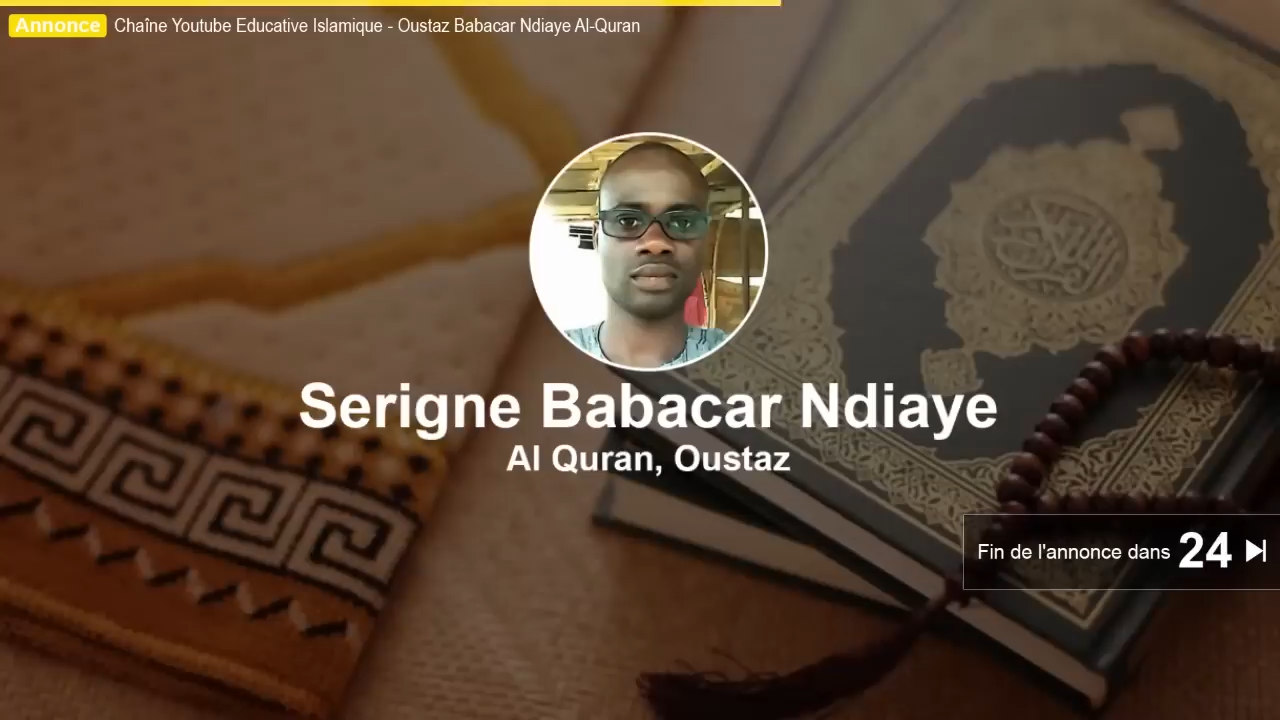 Annonce Chaîne Youtube Educative Islamique - Oustaz Babacar Ndiaye Al-Quran
Serigne Babacar Ndiaye
Al Quran, Oustaz
Fin de l'annonce dans 24